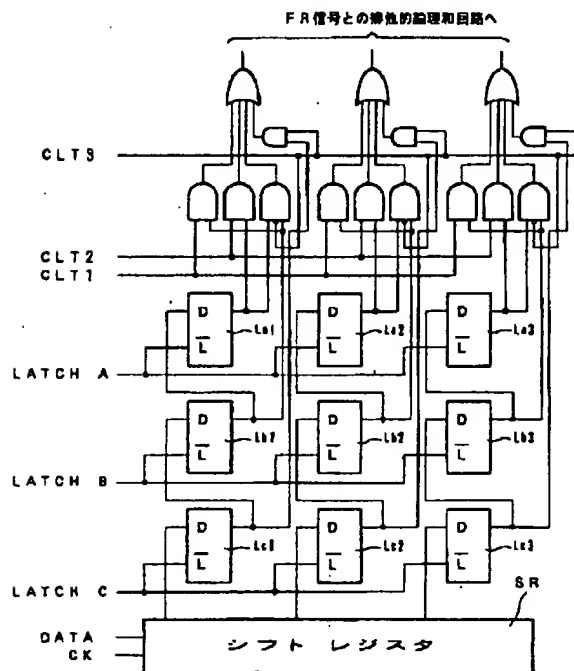 FR信号との排他的論理和回路へ
CLT3
CLT2
CLT1
D
L
La1
D
L
La2
D
L
La3
LATCH A
D
L
Lb1
D
L
Lb2
D
L
Lb3
LATCH B
D
L
Lc1
D
L
Lc2
D
L
Lc3
LATCH C
SR
DATA
CK
シフト レジスタ